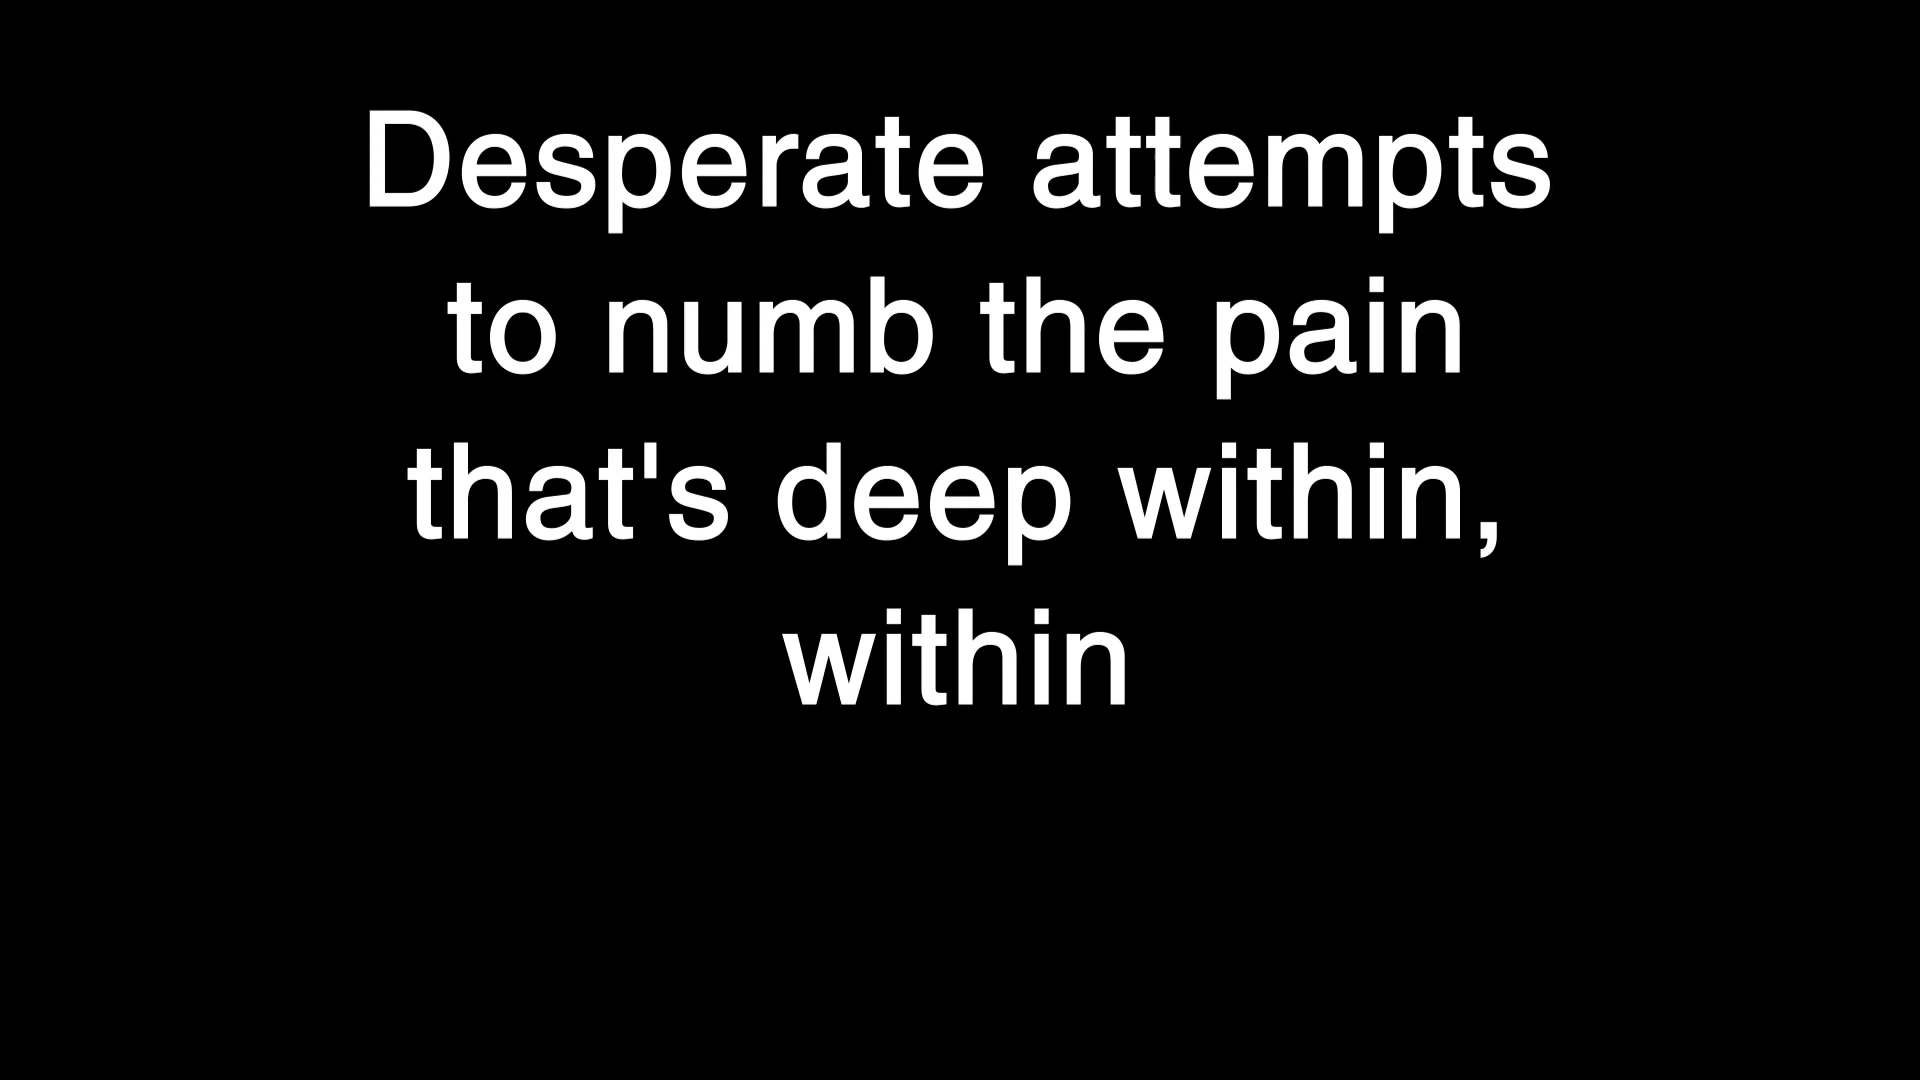 Desperate attempts
to numb the pain
that's deep within,
within